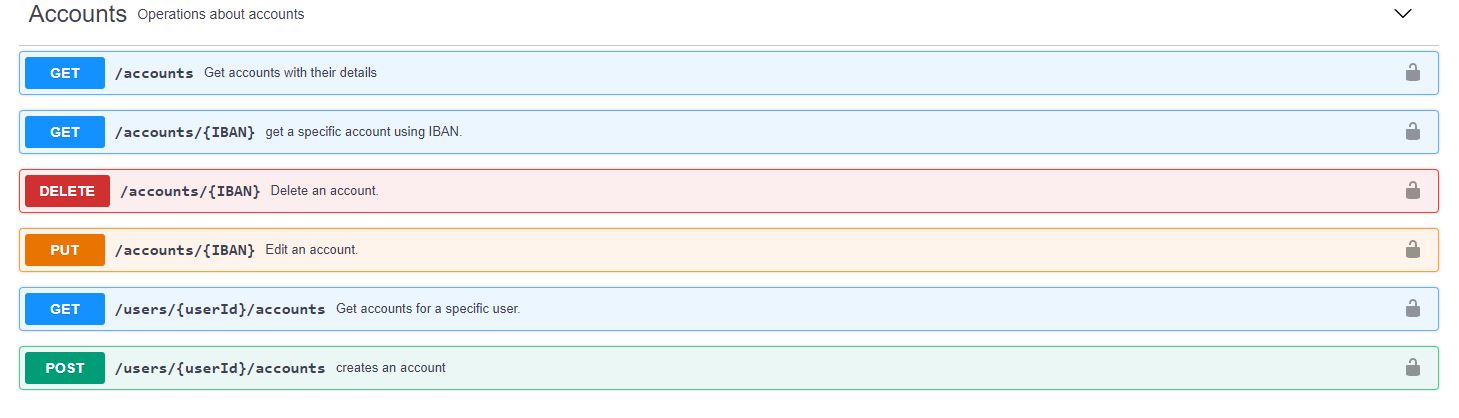 Accounts Operations about accounts
GET /accounts Get accounts with their details
GET /accounts/{IBAN} get a specific account using IBAN.
DELETE /accounts/{IBAN} Delete an account.
PUT /accounts/{IBAN} Edit an account.
GET /users/{userId}/accounts Get accounts for a specific user.
POST /users/{userId}/accounts creates an account